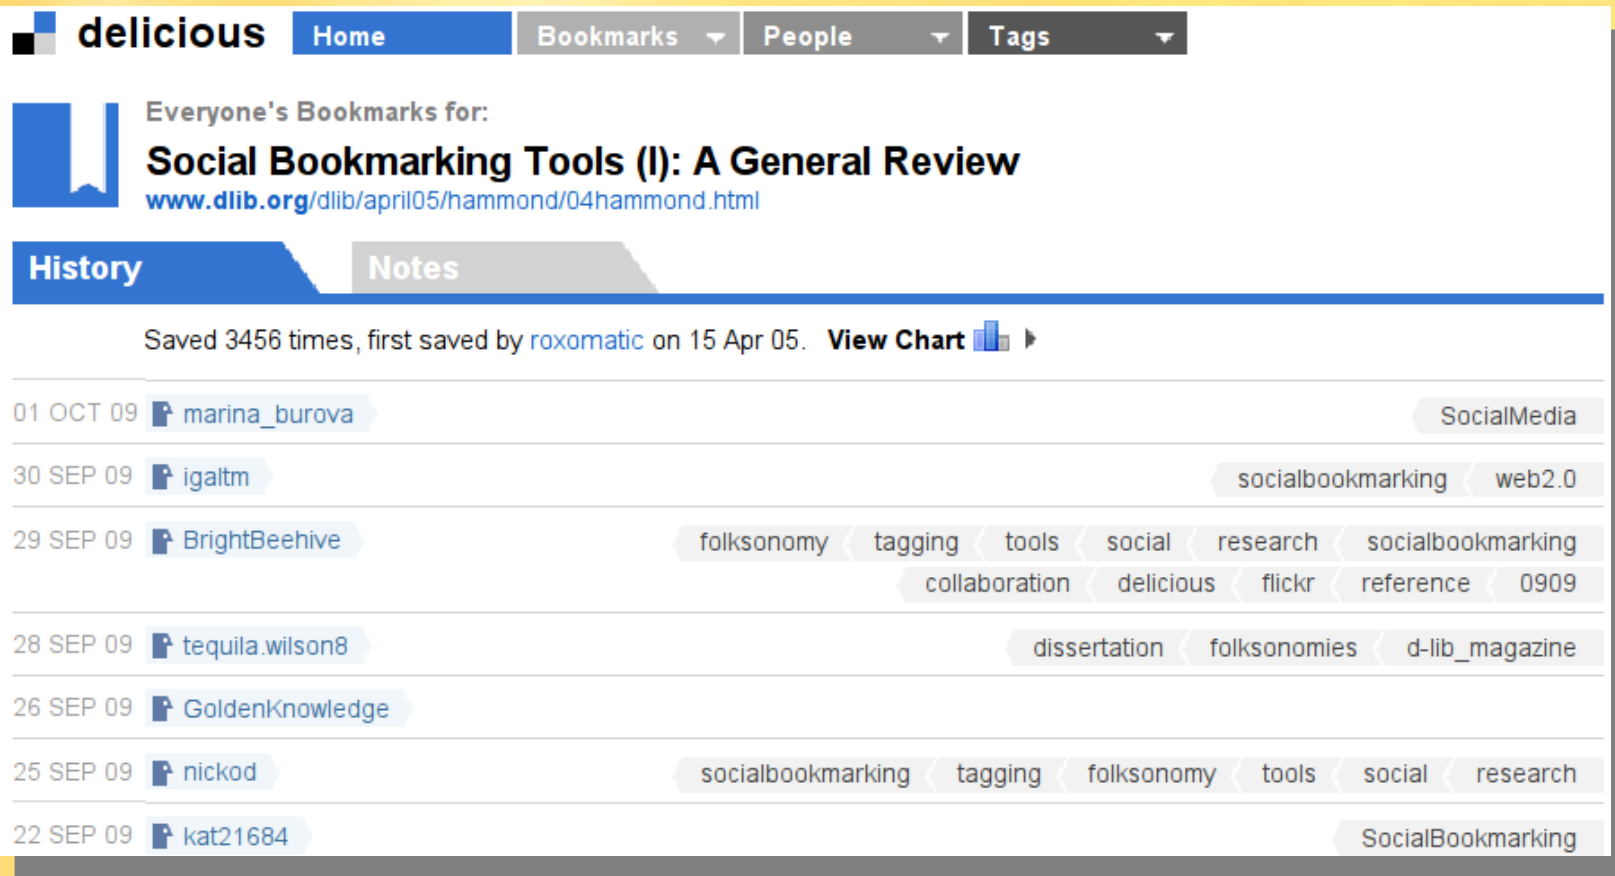 delicious Home Bookmarks People Tags
Everyone's Bookmarks for:
Social Bookmarking Tools (I): A General Review
www.dlib.org/dlib/april05/hammond/04hammond.html
History Notes
Saved 3456 times, first saved by roxomatic on 15 Apr 05. View Chart
01 OCT 09 marina_burova SocialMedia
30 SEP 09 igaltm socialbookmarking web2.0
29 SEP 09 BrightBeehive folksonomy tagging tools social research socialbookmarking
collaboration delicious flickr reference 0909
28 SEP 09 tequila.wilson8 dissertation folksonomies d-lib_magazine
26 SEP 09 GoldenKnowledge
25 SEP 09 nickod socialbookmarking tagging folksonomy tools social research
22 SEP 09 kat21684 SocialBookmarking